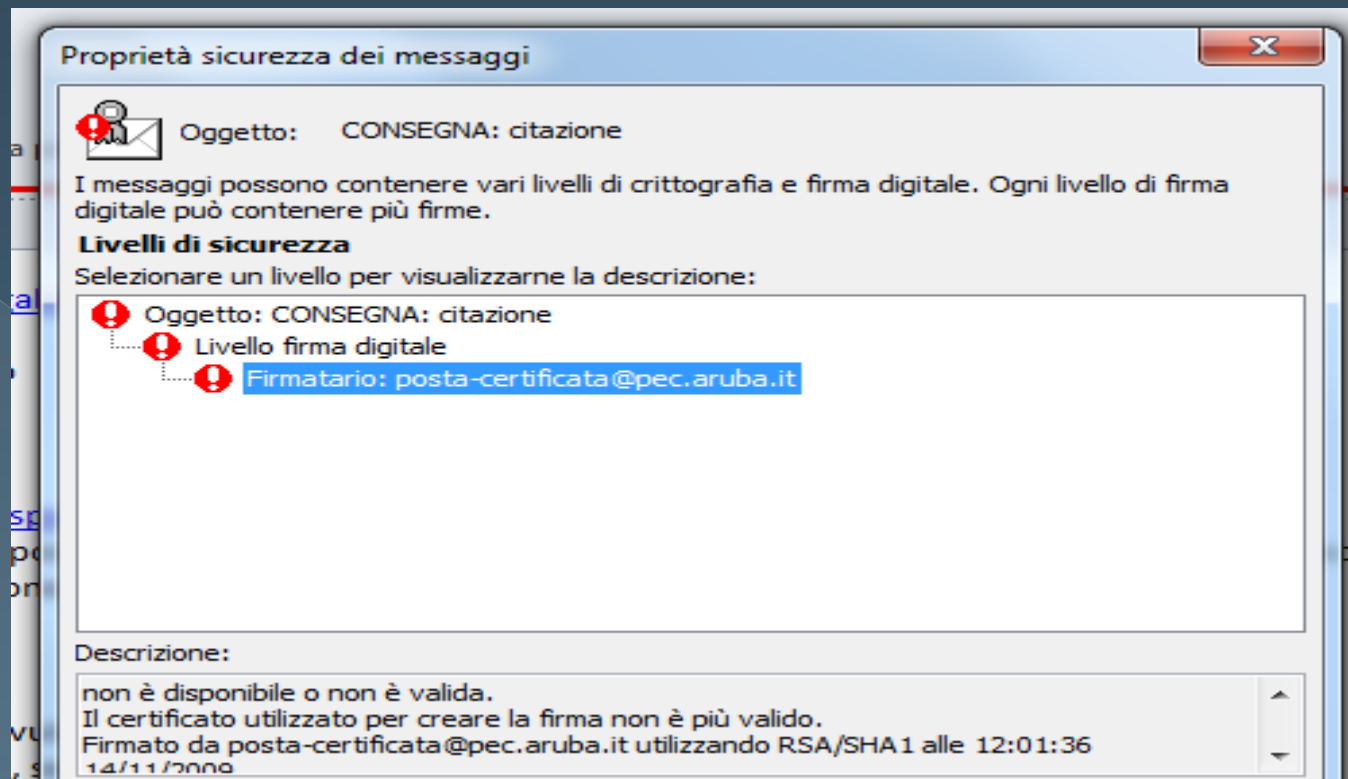 Proprietà sicurezza dei messaggi
Oggetto: CONSEGNA: citazione
I messaggi possono contenere vari livelli di crittografia e firma digitale. Ogni livello di firma
digitale può contenere più firme.
Livelli di sicurezza
Selezionare un livello per visualizzarne la descrizione:
Oggetto: CONSEGNA: citazione
Livello firma digitale
Firmatario: posta-certificata@pec.aruba.it
Descrizione:
non è disponibile o non è valida.
Il certificato utilizzato per creare la firma non è più valido.
Firmato da posta-certificata@pec.aruba.it utilizzando RSA/SHA1 alle 12:01:36
14/11/2009